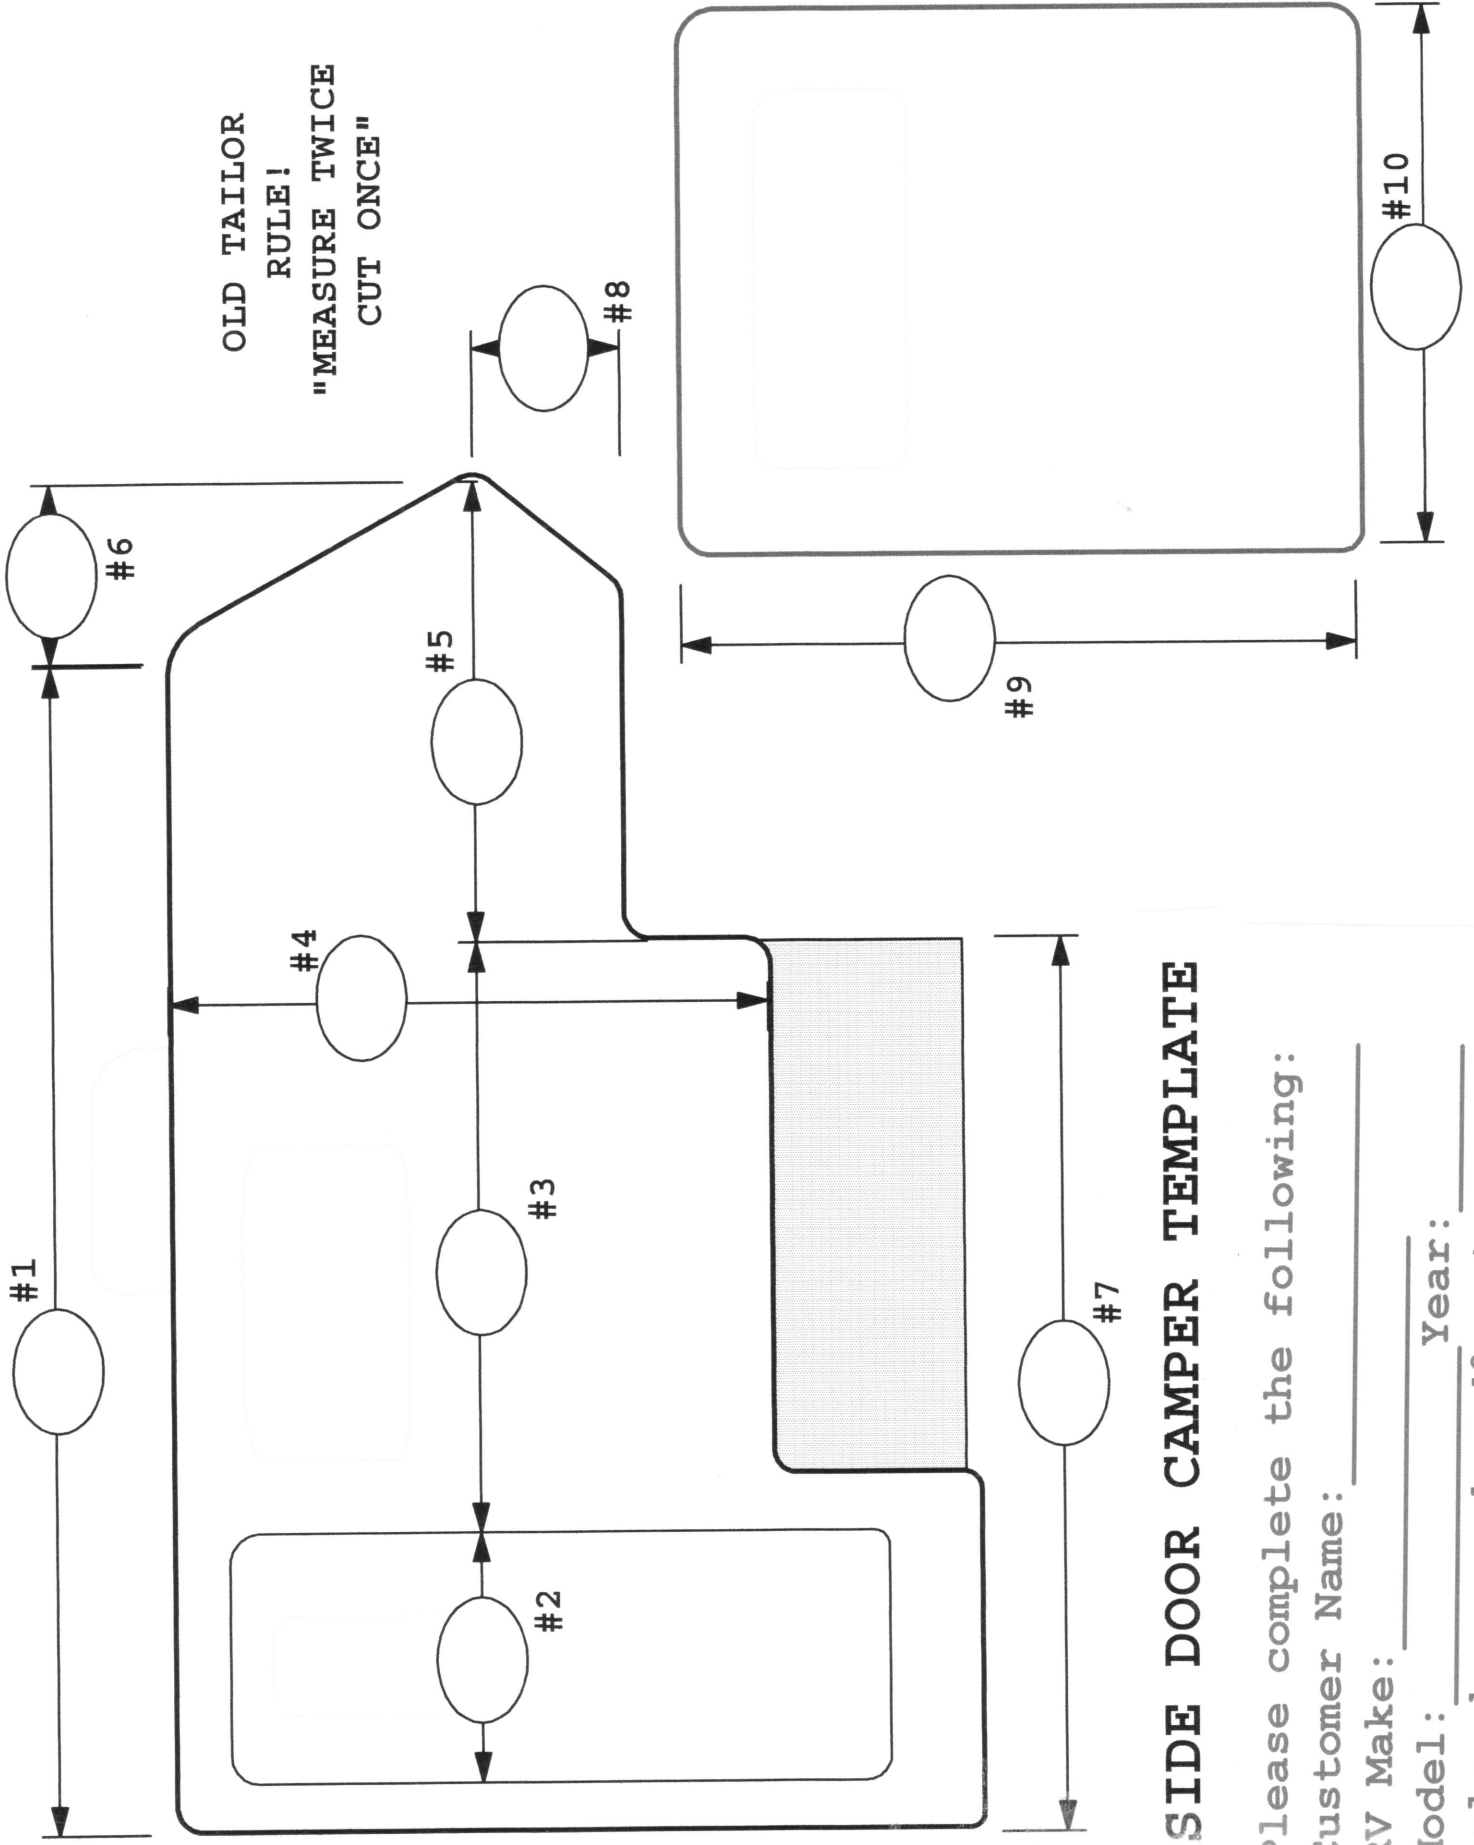 #1
#6
OLD TAILOR
RULE!
"MEASURE TWICE
CUT ONCE"
#4
#5
#8
#2
#3
#7
#9
#10
SIDE DOOR CAMPER TEMPLATE
Please complete the following:
Customer Name:
RV Make:
Model: Year: